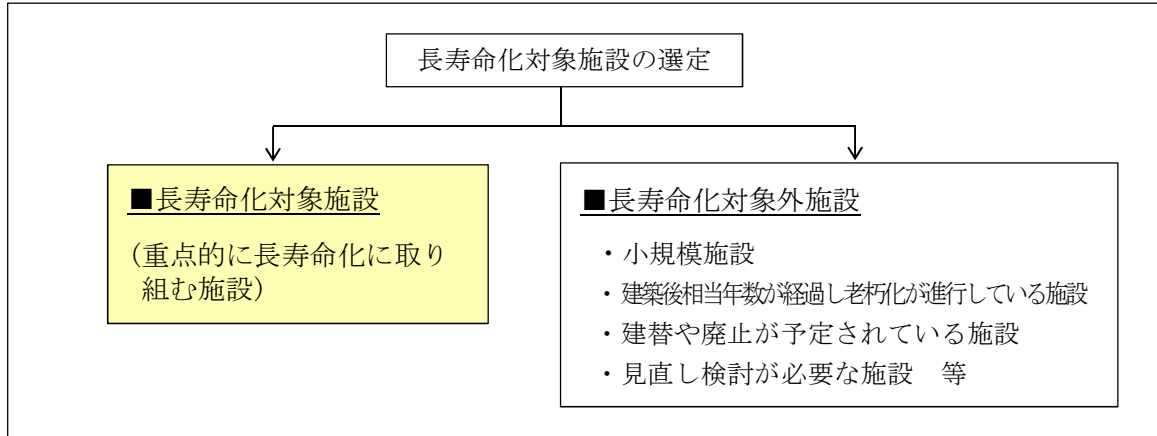 長寿命化対象施設の選定
■長寿命化対象施設
(重点的に長寿命化に取り
組む施設)
■長寿命化対象外施設
・小規模施設
・建築後相当年数が経過し老朽化が進行している施設
・建替や廃止が予定されている施設
・見直し検討が必要な施設　等